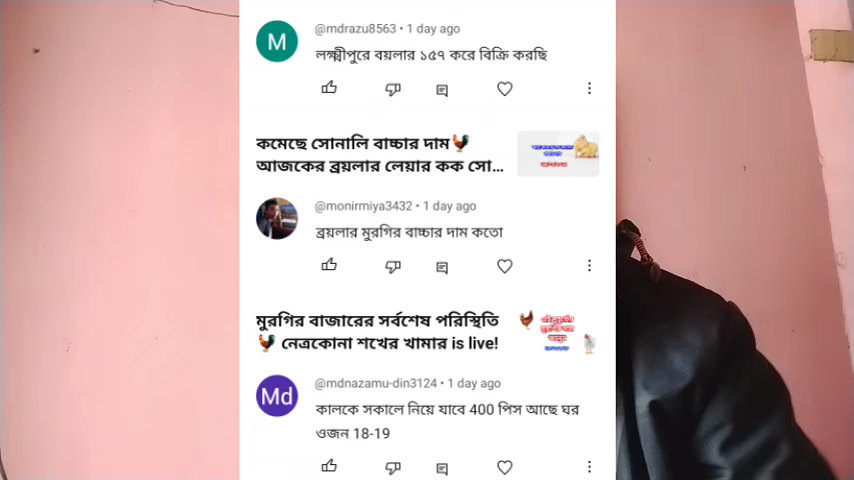 @mdrazu8563 • 1 day ago
লক্ষ্মীপুরে বয়লার ১৫৭ করে বিক্রি করছি
কমেছে সোনালি বাচ্চার দাম🐓
আজকের ব্রয়লার লেয়ার কক সো...
@monirmiya3432 • 1 day ago
ব্রয়লার মুরগির বাচ্চার দাম কতো
মুরগির বাজারের সর্বশেষ পরিস্থিতি
🐓 নেত্রকোনা শখের খামার is live!
@mdnazamu-din3124 • 1 day ago
কালকে সকালে নিয়ে যাবে 400 পিস আছে ঘর
ওজন 18-19
M
Md